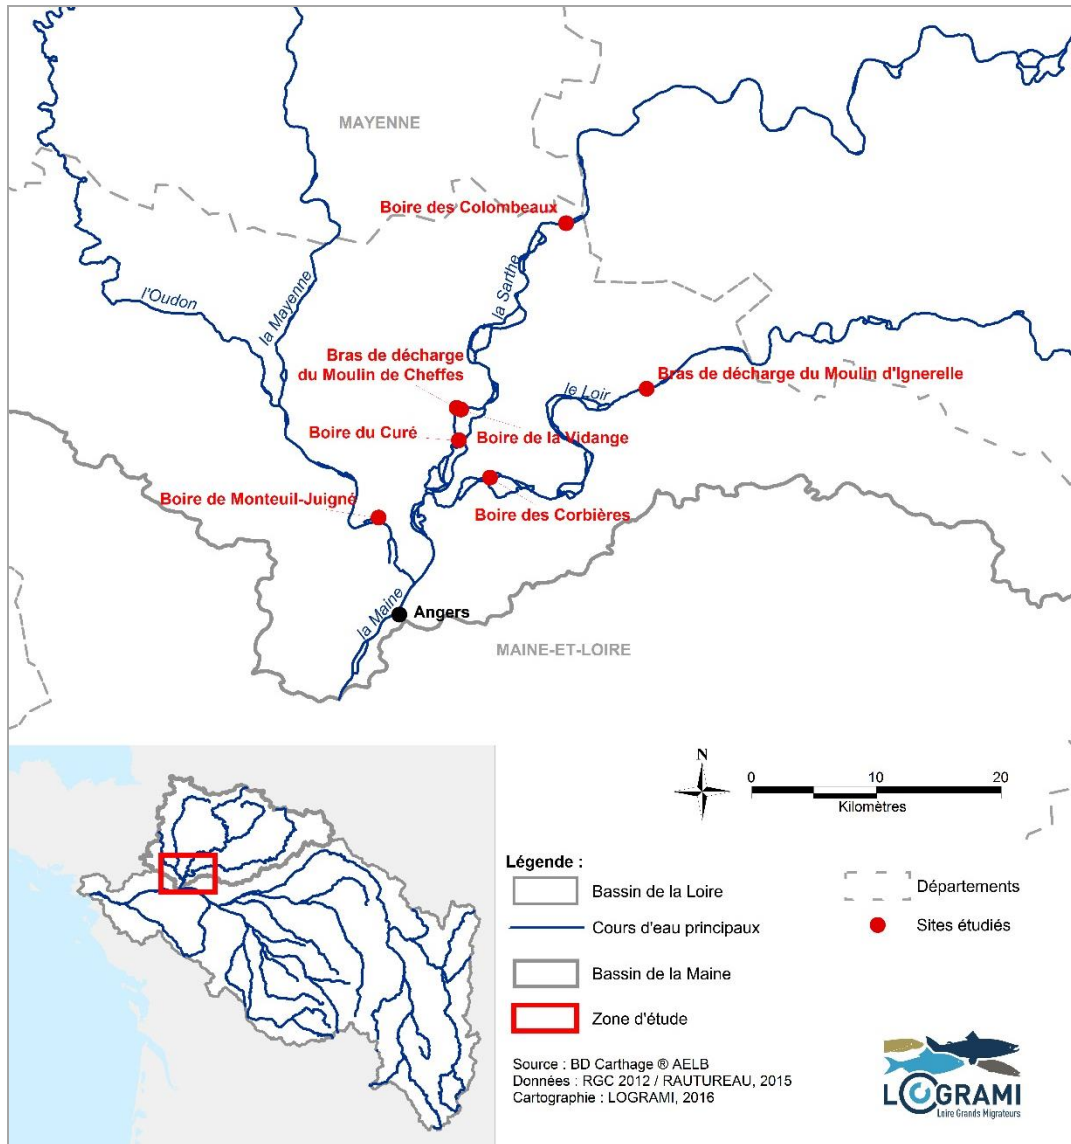 MAYENNE
Boire des Colombeaux
l'Oudon
la Mayenne
la Sarthe
Bras de décharge
du Moulin de Cheffes
le Loir
Bras de décharge du Moulin d'Ignerelle
Boire du Curé
Boire de la Vidange
Boire de Monteuil-Juigné
Boire des Corbières
la Maine
Angers
MAINE-ET-LOIRE
N
0 10 20
Kilomètres
Légende :
Bassin de la Loire
Cours d'eau principaux
Bassin de la Maine
Zone d'étude
Départements
Sites étudiés
Source : BD Carthage ® AELB
Données : RGC 2012 / RAUTUREAU, 2015
Cartographie : LOGRAMI, 2016
LOGRAMI
Loire Grands Migrateurs